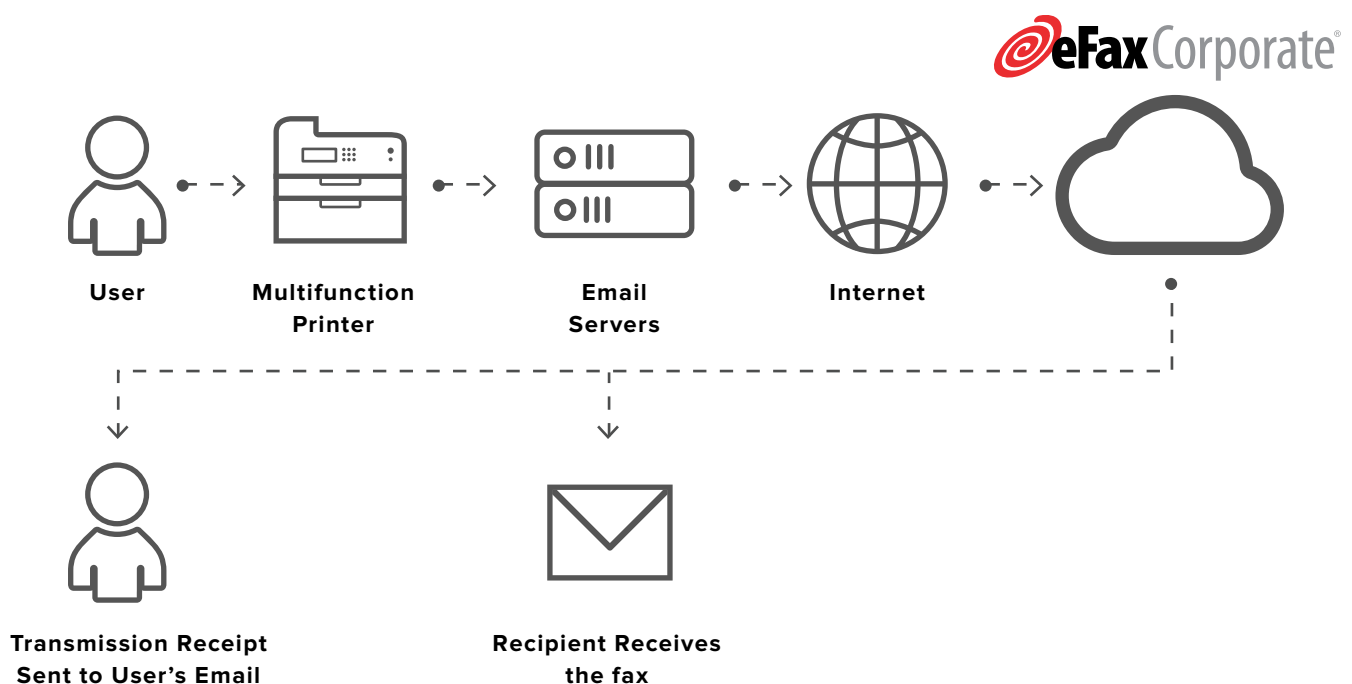 eFax Corporate®
User
Multifunction
Printer
Email
Servers
Internet
Transmission Receipt
Sent to User’s Email
Recipient Receives
the fax